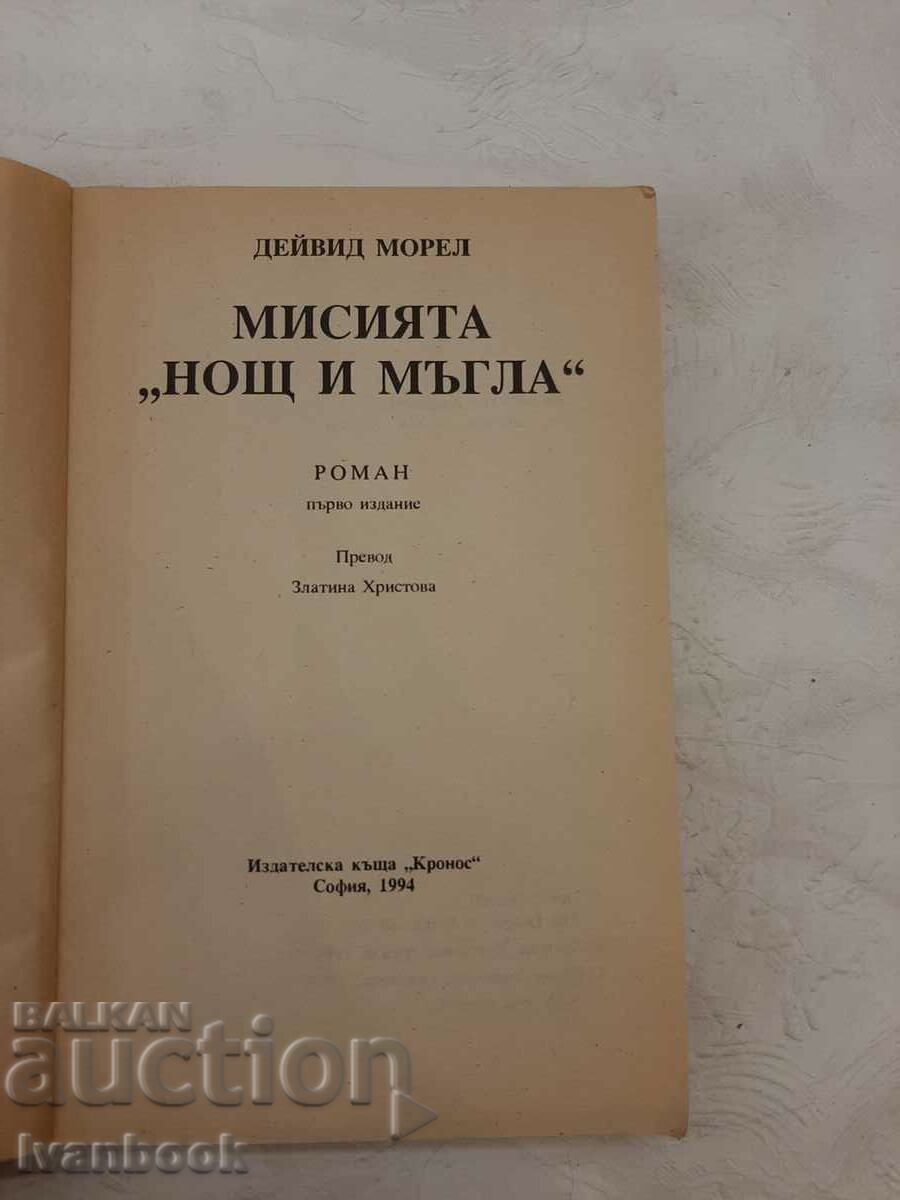 ДЕЙВИД МОРЕЛ
МИСИЯТА
„НОЩ И МЪГЛА“
РОМАН
първо издание
Превод
Златина Христова
Издателска къща „Кронос“
София, 1994
BALKAN
auction
Ivanbook